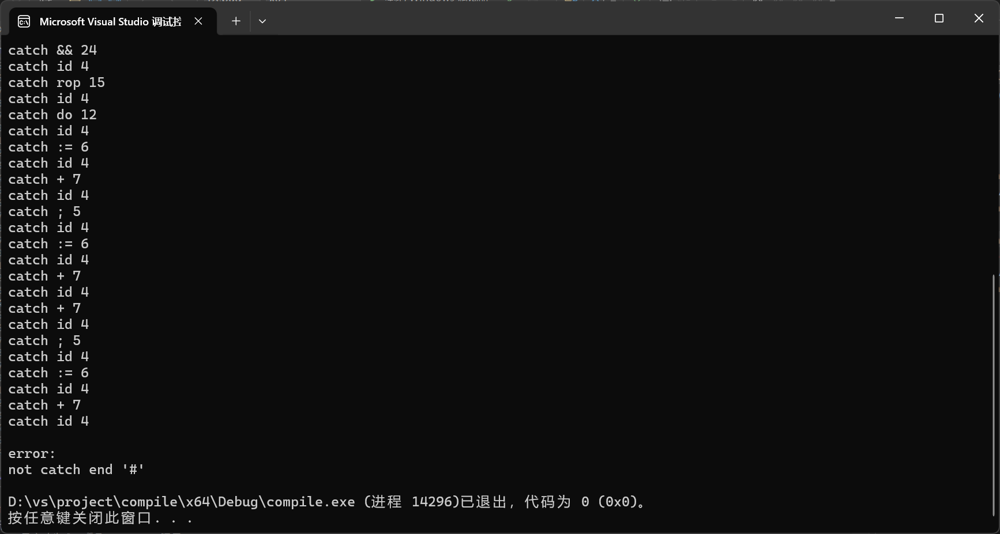 Microsoft Visual Studio 调试控
catch && 24
catch id 4
catch rop 15
catch id 4
catch do 12
catch id 4
catch := 6
catch id 4
catch + 7
catch id 4
catch ; 5
catch id 4
catch := 6
catch id 4
catch + 7
catch id 4
catch + 7
catch id 4
catch ; 5
catch id 4
catch := 6
catch id 4
catch + 7
catch id 4
error:
not catch end '#'
D:\vs\project\compile\x64\Debug\compile.exe (进程 14296)已退出，代码为 0 (0x0)。
按任意键关闭此窗口. . .